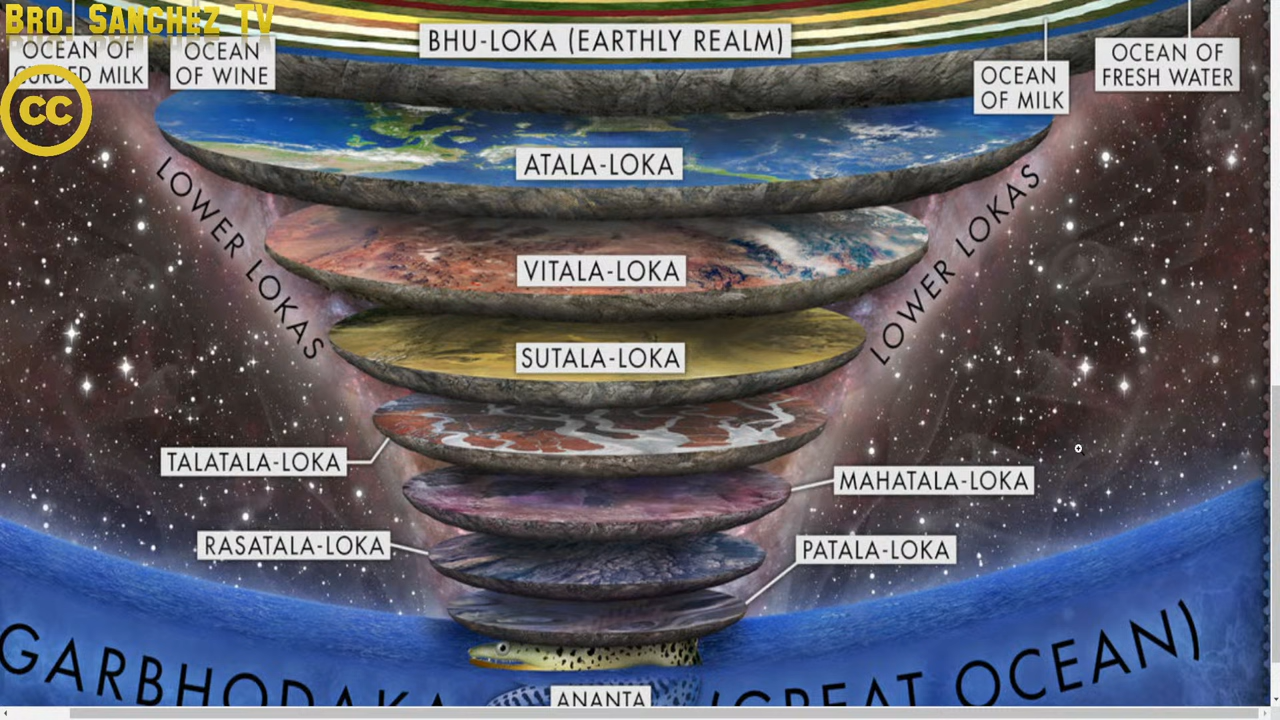 BRO. SANCHEZ TV
OCEAN OF
CURDED MILK
OCEAN
OF WINE
CC
BHU-LOKA (EARTHLY REALM)
OCEAN
OF MILK
OCEAN OF
FRESH WATER
ATALA-LOKA
LOWER LOKAS
LOWER LOKAS
VITALA-LOKA
SUTALA-LOKA
TALATALA-LOKA
MAHATALA-LOKA
RASATALA-LOKA
PATALA-LOKA
GARBHODAKA (GREAT OCEAN)
ANANTA